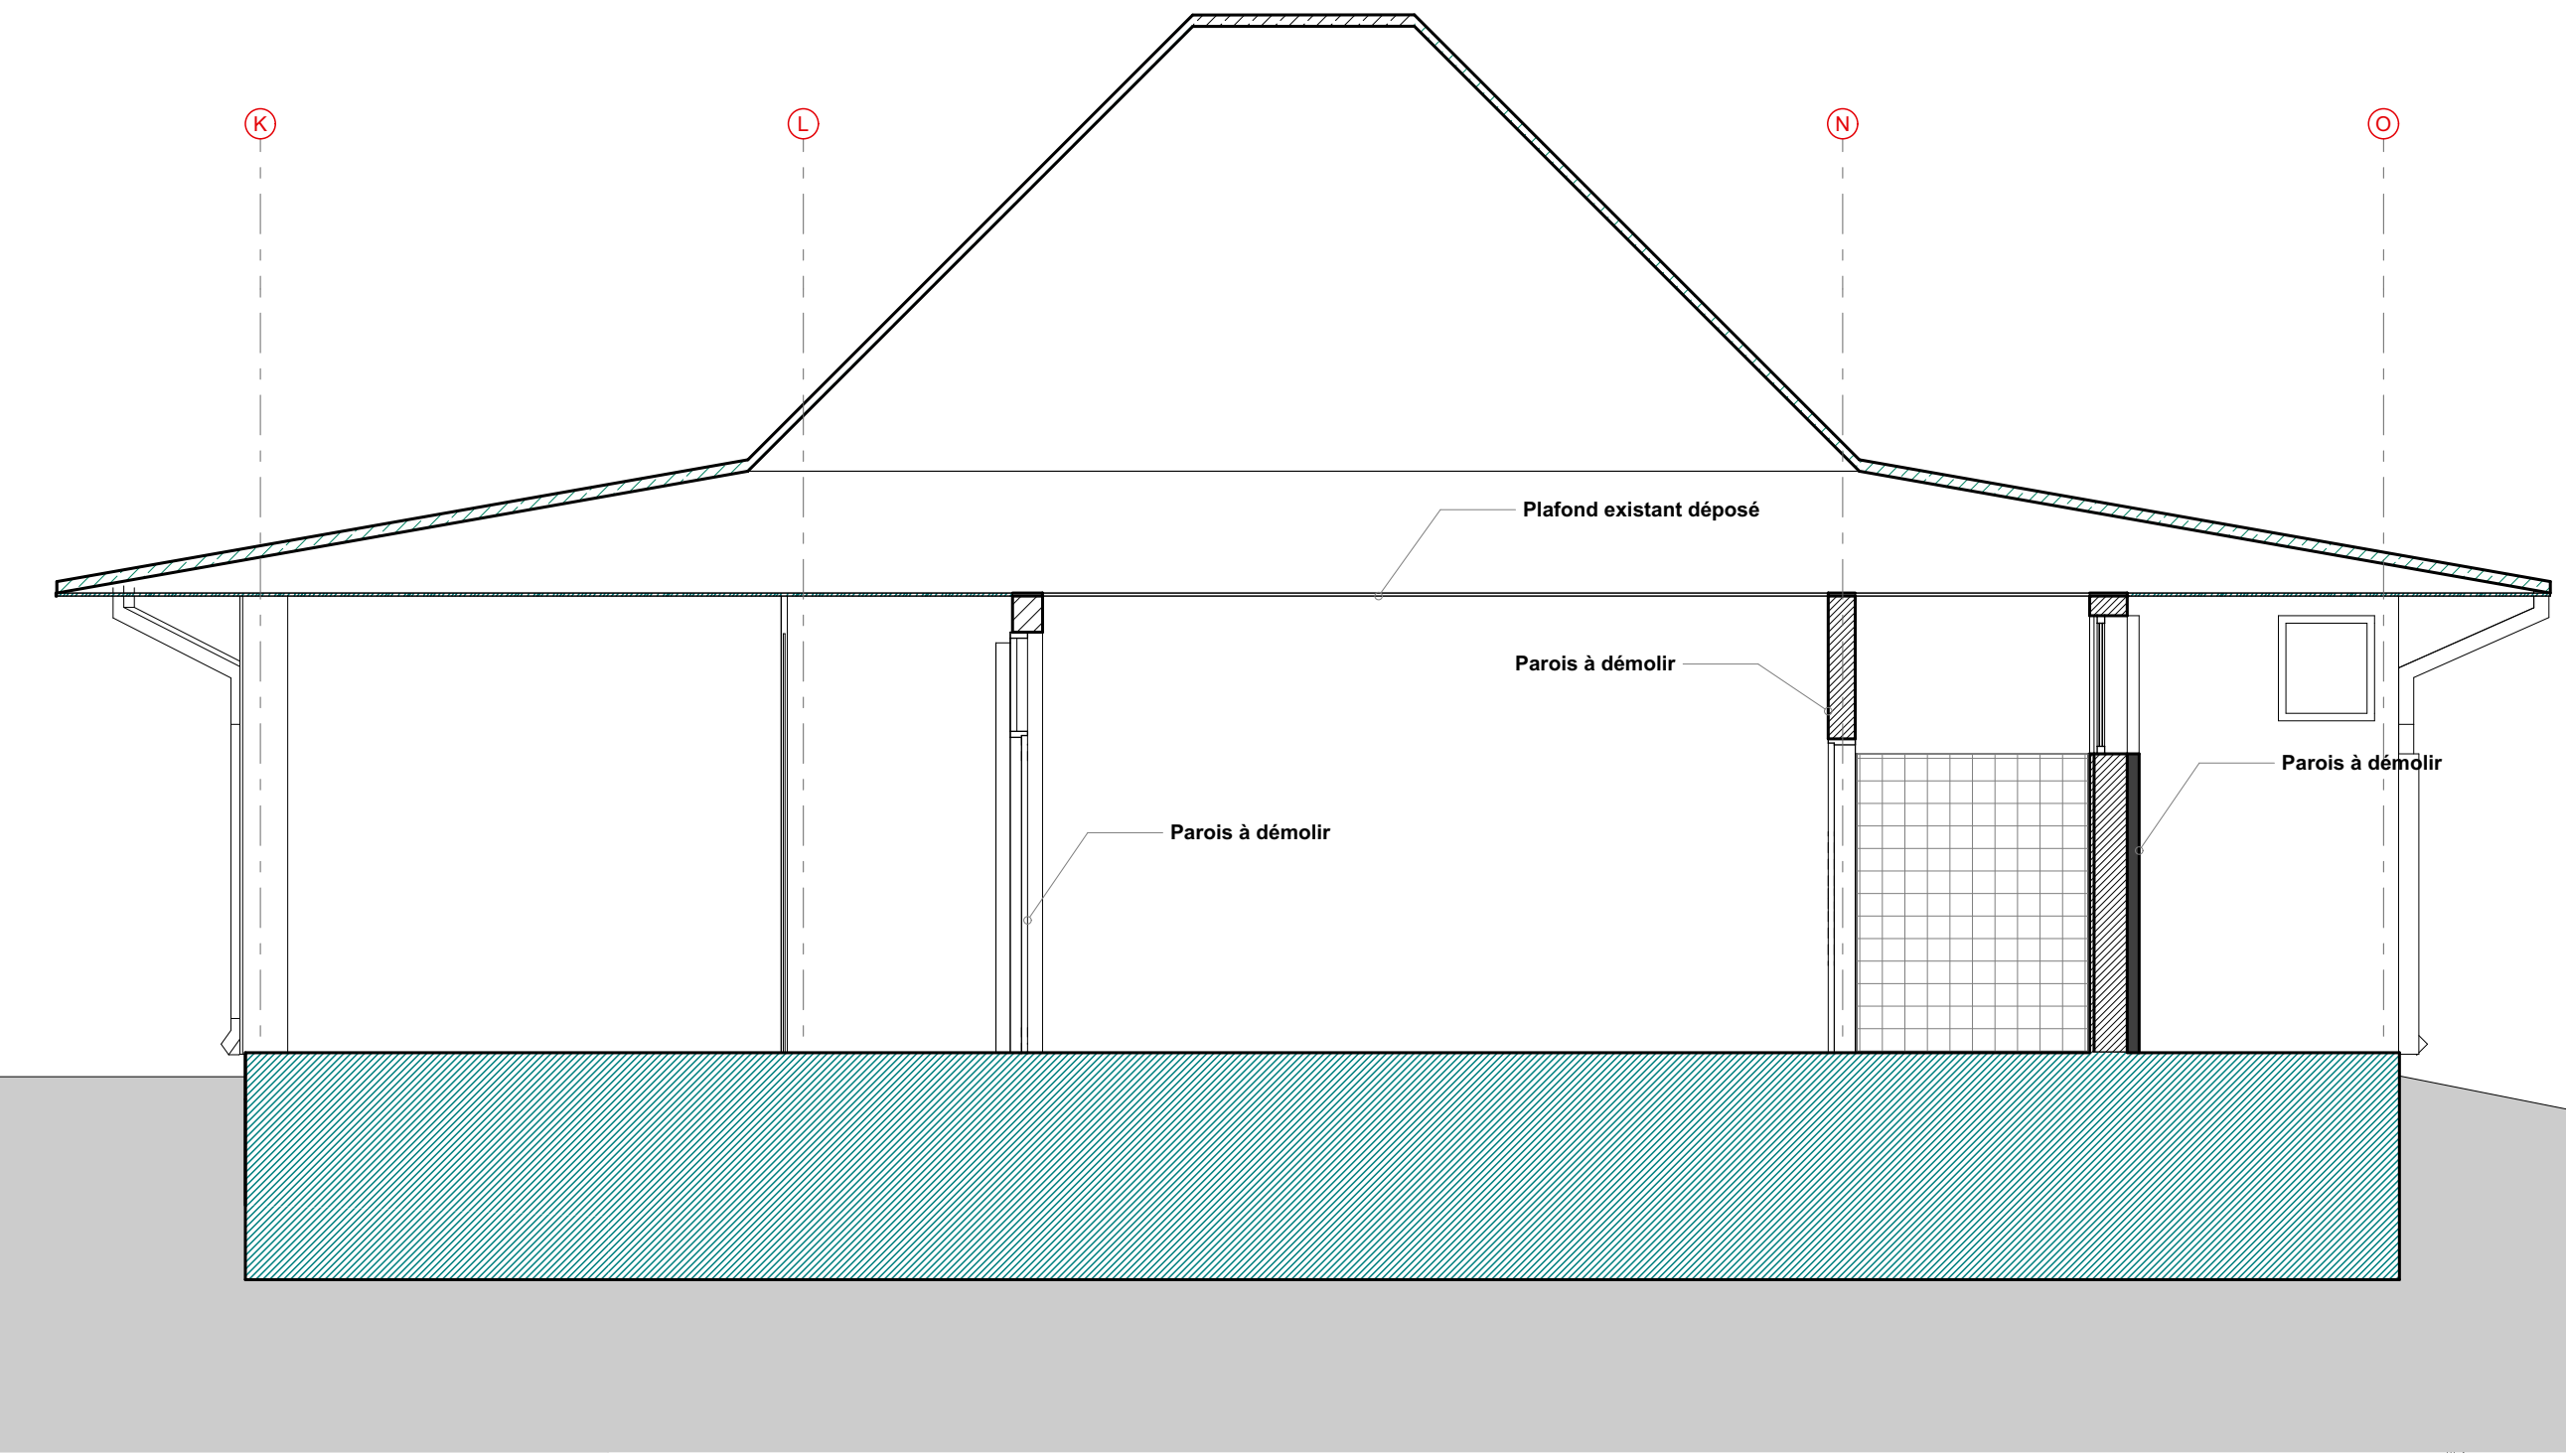 K
L
N
O
Plafond existant déposé
Parois à démolir
Parois à démolir
Parois à démolir